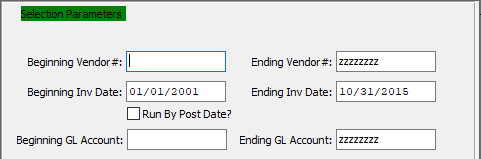 Selection Parameters
Beginning Vendor#: Ending Vendor#: zzzzzzzz
Beginning Inv Date: 01/01/2001 Ending Inv Date: 10/31/2015
Run By Post Date?
Beginning GL Account: Ending GL Account: zzzzzzzz